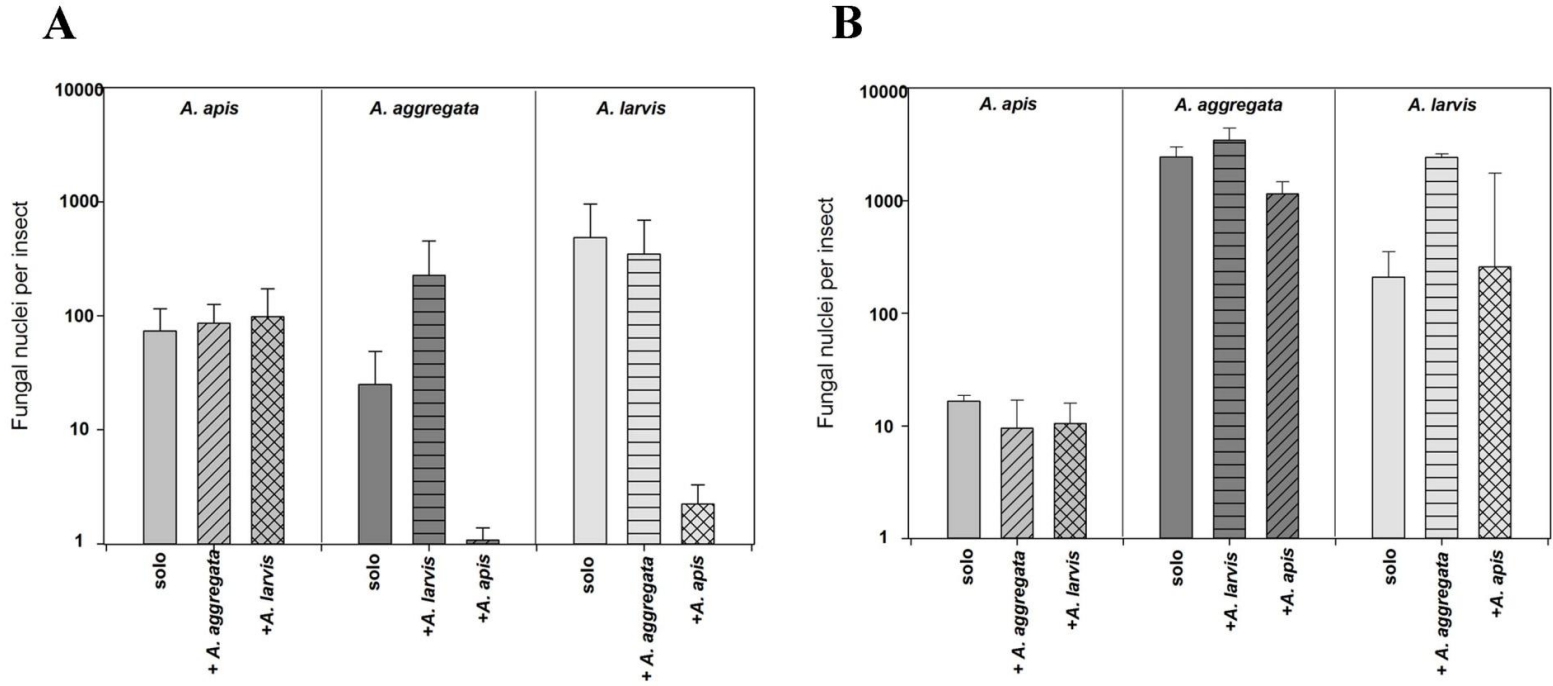 A
Fungal nuclei per insect
10000
1000
100
10
1
A. apis
A. aggregata
A. larvis
solo
+ A. aggregata
+A. larvis
solo
+A. larvis
+A. apis
solo
+ A. aggregata
+A. apis
B
Fungal nulclei per insect
10000
1000
100
10
1
A. apis
A. aggregata
A. larvis
solo
+ A. aggregata
+A. larvis
solo
+A. larvis
+A. apis
solo
+ A. aggregata
+A. apis